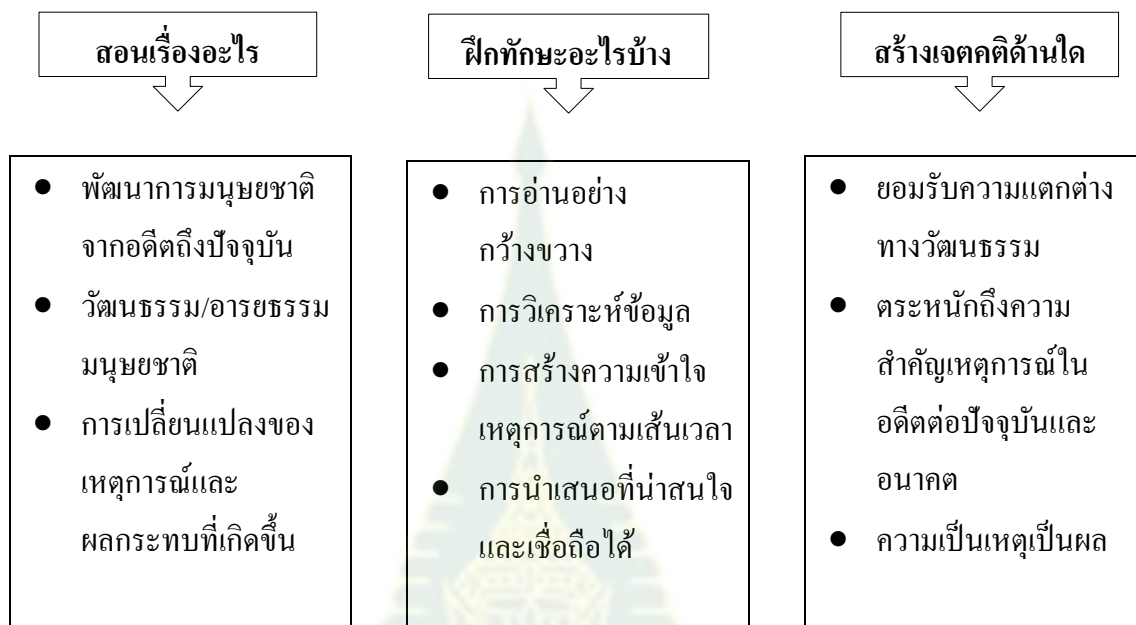 สอนเรื่องอะไร
● พัฒนาการมนุษยชาติ
จากอดีตถึงปัจจุบัน
● วัฒนธรรม/อารยธรรม
มนุษยชาติ
● การเปลี่ยนแปลงของ
เหตุการณ์และ
ผลกระทบที่เกิดขึ้น
ฝึกทักษะอะไรบ้าง
● การอ่านอย่าง
กว้างขวาง
● การวิเคราะห์ข้อมูล
● การสร้างความเข้าใจ
เหตุการณ์ตามเส้นเวลา
● การนำเสนอที่น่าสนใจ
และเชื่อถือได้
สร้างเจตคติด้านใด
● ยอมรับความแตกต่าง
ทางวัฒนธรรม
● ตระหนักถึงความ
สำคัญเหตุการณ์ใน
อดีตต่อปัจจุบันและ
อนาคต
● ความเป็นเหตุเป็นผล